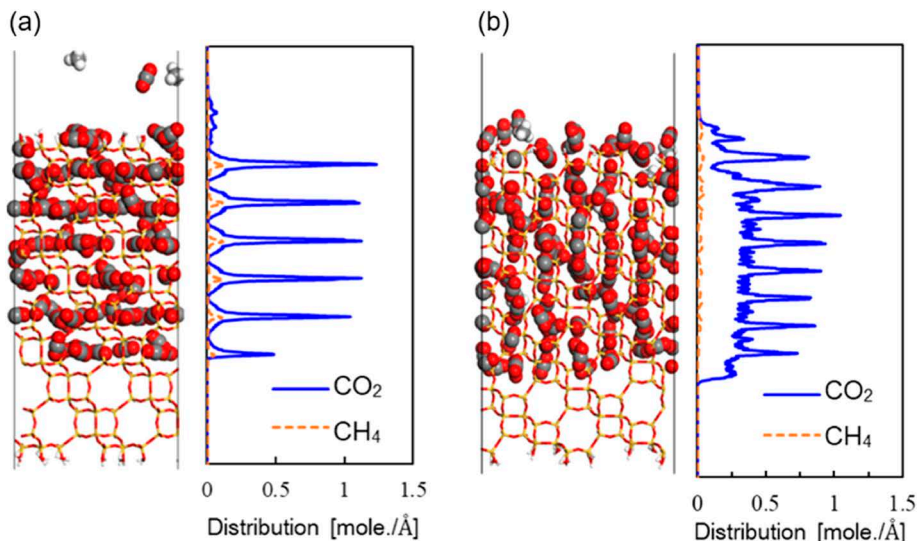 (a)
(b)
CO₂
CH₄
CO₂
CH₄
0 0.5 1 1.5
0 0.5 1 1.5
Distribution [mole./Å]
Distribution [mole./Å]